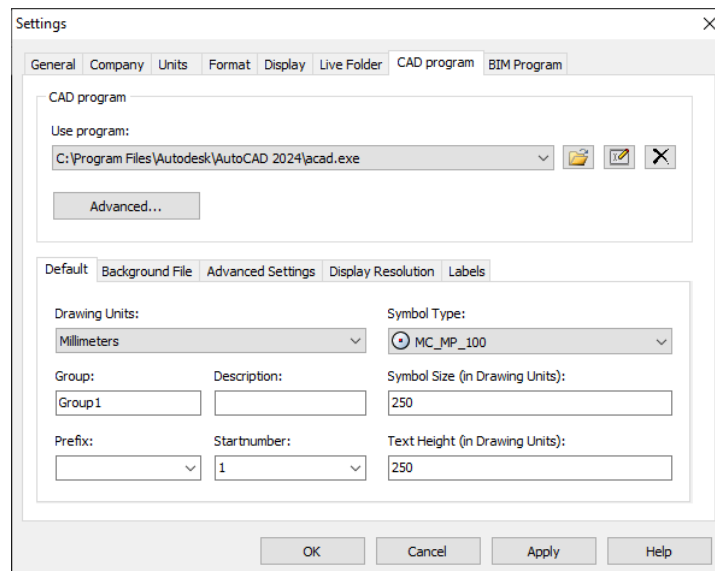 Settings
General Company Units Format Display Live Folder CAD program BIM Program
CAD program
Use program:
C:\Program Files\Autodesk\AutoCAD 2024\acad.exe
Advanced...
Default Background File Advanced Settings Display Resolution Labels
Drawing Units: Symbol Type:
Millimeters MC_MP_100
Group: Description: Symbol Size (in Drawing Units):
Group1 250
Prefix: Startnumber: Text Height (in Drawing Units):
1 250
OK Cancel Apply Help